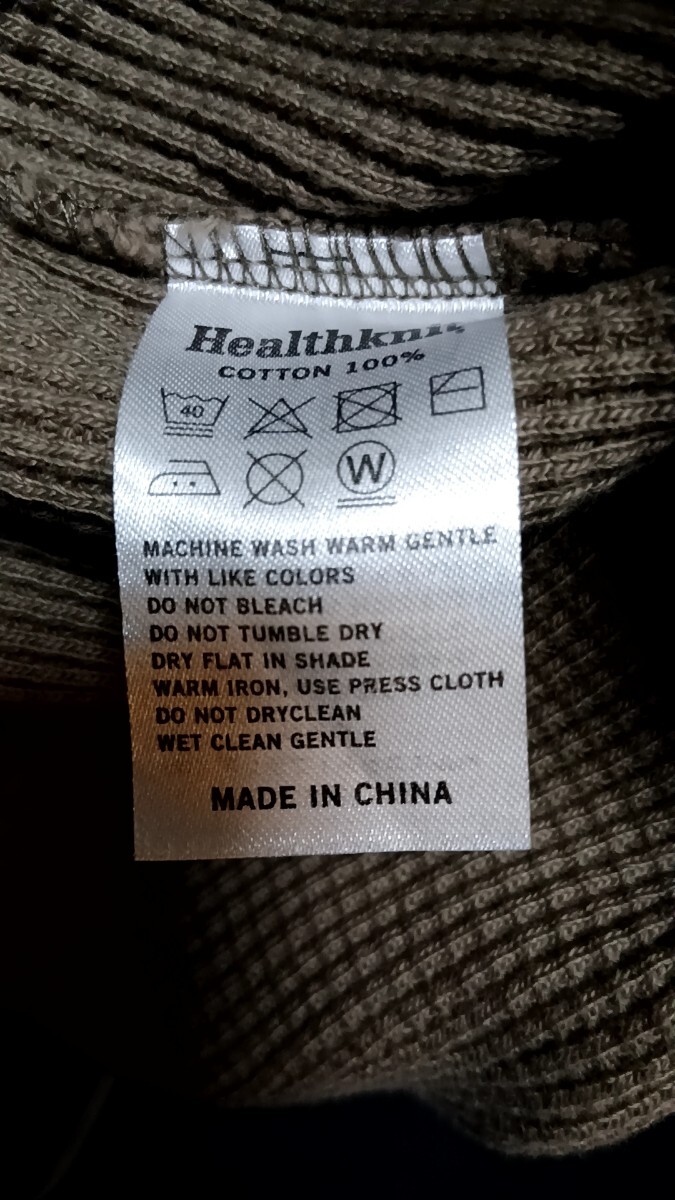 Healthknit
COTTON 100%
40
W
MACHINE WASH WARM GENTLE
WITH LIKE COLORS
DO NOT BLEACH
DO NOT TUMBLE DRY
DRY FLAT IN SHADE
WARM IRON, USE PRESS CLOTH
DO NOT DRYCLEAN
WET CLEAN GENTLE
MADE IN CHINA